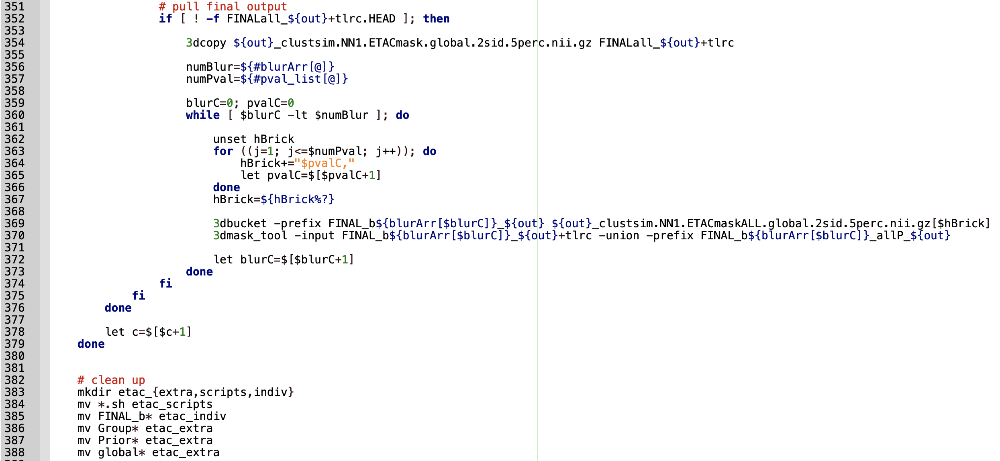 351 # pull final output
352 if [ ! -f FINALall_${out}+tlrc.HEAD ]; then
353
354 3dcopy ${out}_clustsim.NN1.ETACmask.global.2sid.5perc.nii.gz FINALall_${out}+tlrc
355
356 numBlur=${#blurArr[@]}
357 numPval=${#pval_list[@]}
358
359 blurC=0; pvalC=0
360 while [ $blurC -lt $numBlur ]; do
361
362 unset hBrick
363 for ((j=1; j<=$numPval; j++)); do
364 hBrick+="$pvalC,"
365 let pvalC=$[$pvalC+1]
366 done
367 hBrick=${hBrick%?}
368
369 3dbucket -prefix FINAL_b${blurArr[$blurC]}_${out} ${out}_clustsim.NN1.ETACmaskALL.global.2sid.5perc.nii.gz[$hBrick]
370 3dmask_tool -input FINAL_b${blurArr[$blurC]}_${out}+tlrc -union -prefix FINAL_b${blurArr[$blurC]}_allP_${out}
371
372 let blurC=$[$blurC+1]
373 done
374 fi
375 fi
376 done
377
378 let c=$[$c+1]
379 done
380
381
382 # clean up
383 mkdir etac_{extra,scripts,indiv}
384 mv *.sh etac_scripts
385 mv FINAL_b* etac_indiv
386 mv Group* etac_extra
387 mv Prior* etac_extra
388 mv global* etac_extra